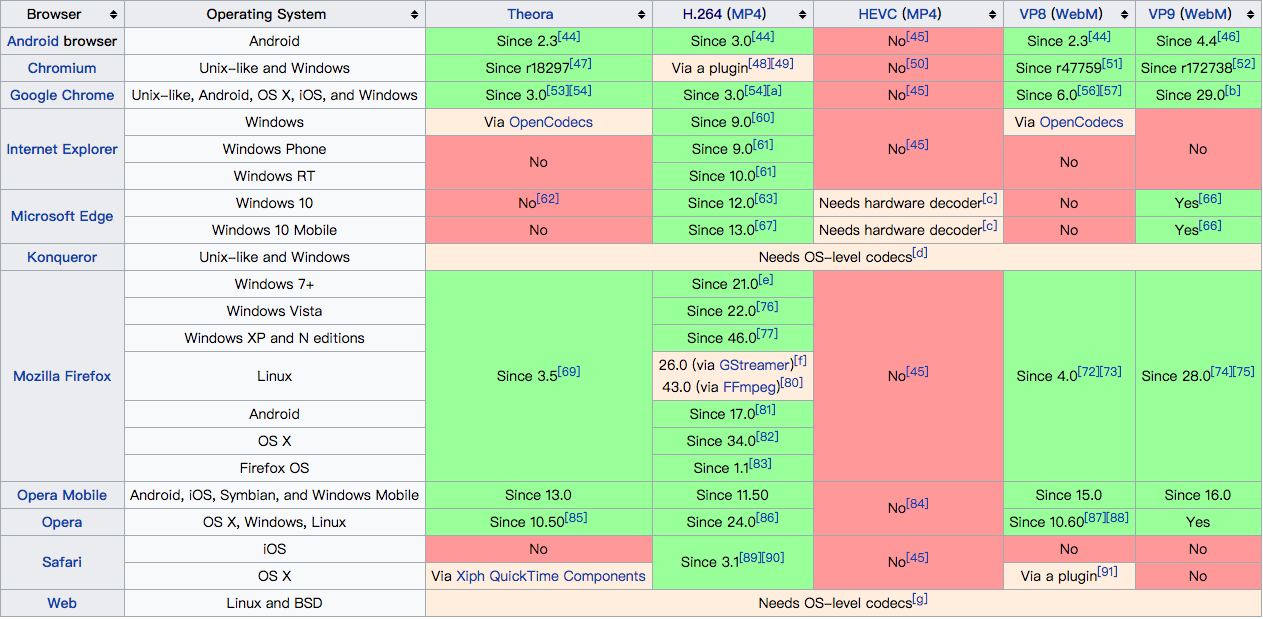 Browser Operating System Theora H.264 (MP4) HEVC (MP4) VP8 (WebM) VP9 (WebM)
Android browser Android Since 2.3[44] Since 3.0[44] No[45] Since 2.3[44] Since 4.4[46]
Chromium Unix-like and Windows Since r18297[47] Via a plugin[48][49] No[50] Since r47759[51] Since r172738[52]
Google Chrome Unix-like, Android, OS X, iOS, and Windows Since 3.0[53][54] Since 3.0[54][a] No[45] Since 6.0[56][57] Since 29.0[b]
Internet Explorer Windows Via OpenCodecs Since 9.0[60] No[45] Via OpenCodecs No
Windows Phone No Since 9.0[61] No
Windows RT Since 10.0[61]
Microsoft Edge Windows 10 No[62] Since 12.0[63] Needs hardware decoder[c] No Yes[66]
Windows 10 Mobile No Since 13.0[67] Needs hardware decoder[c] No Yes[66]
Konqueror Unix-like and Windows Needs OS-level codecs[d]
Mozilla Firefox Windows 7+ Since 3.5[69] Since 21.0[e] No[45] Since 4.0[72][73] Since 28.0[74][75]
Windows Vista Since 22.0[76]
Windows XP and N editions Since 46.0[77]
Linux 26.0 (via GStreamer)[f]
43.0 (via FFmpeg)[80]
Android Since 17.0[81]
OS X Since 34.0[82]
Firefox OS Since 1.1[83]
Opera Mobile Android, iOS, Symbian, and Windows Mobile Since 13.0 Since 11.50 No[84] Since 15.0 Since 16.0
Opera OS X, Windows, Linux Since 10.50[85] Since 24.0[86] Since 10.60[87][88] Yes
Safari iOS No Since 3.1[89][90] No[45] No No
OS X Via Xiph QuickTime Components Via a plugin[91] No
Web Linux and BSD Needs OS-level codecs[g]